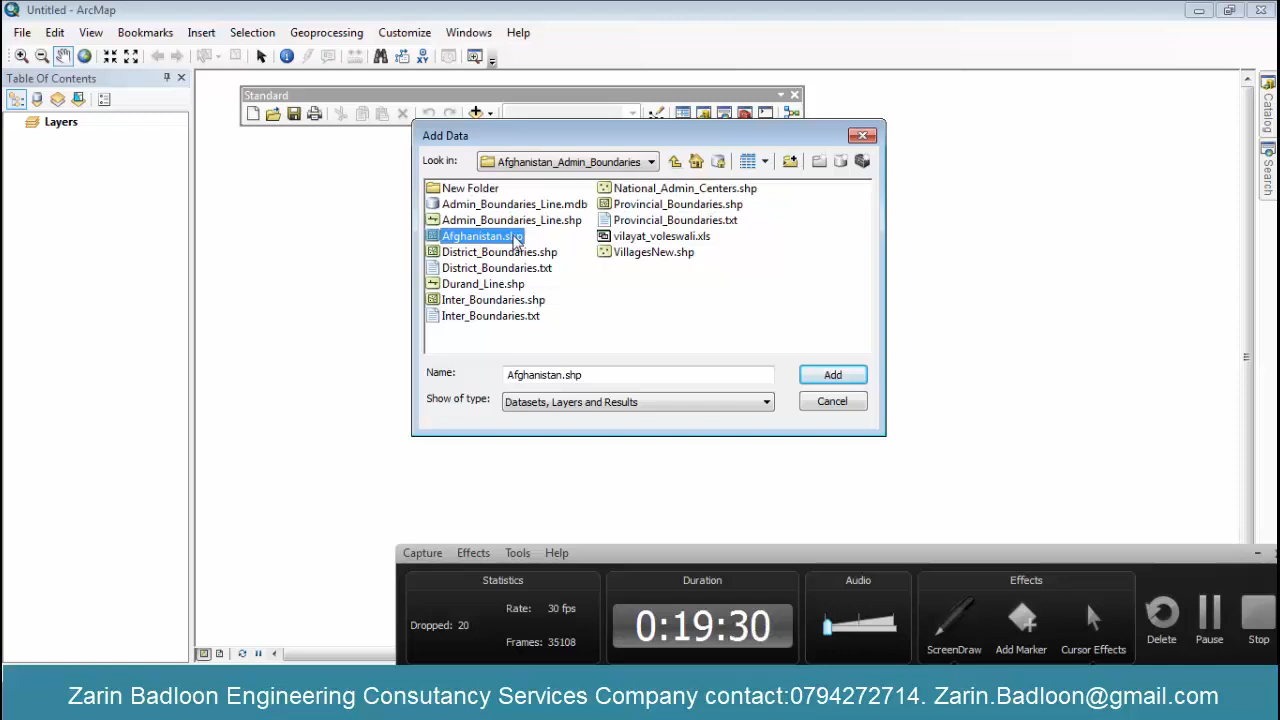 Untitled - ArcMap
File Edit View Bookmarks Insert Selection Geoprocessing Customize Windows Help
Table Of Contents
Layers
Standard
Catalog
Search
Add Data
Look in: Afghanistan_Admin_Boundaries
New Folder
Admin_Boundaries_Line.mdb
Admin_Boundaries_Line.shp
Afghanistan.shp
District_Boundaries.shp
District_Boundaries.txt
Durand_Line.shp
Inter_Boundaries.shp
Inter_Boundaries.txt
National_Admin_Centers.shp
Provincial_Boundaries.shp
Provincial_Boundaries.txt
vilayat_voleswali.xls
VillagesNew.shp
Name: Afghanistan.shp Add
Show of type: Datasets, Layers and Results Cancel
Capture Effects Tools Help
Statistics
Rate: 30 fps
Dropped: 20
Frames: 35108
Duration
0:19:30
Audio
Effects
ScreenDraw Add Marker Cursor Effects
Delete Pause Stop
Zarin Badloon Engineering Consutancy Services Company contact:0794272714. Zarin.Badloon@gmail.com